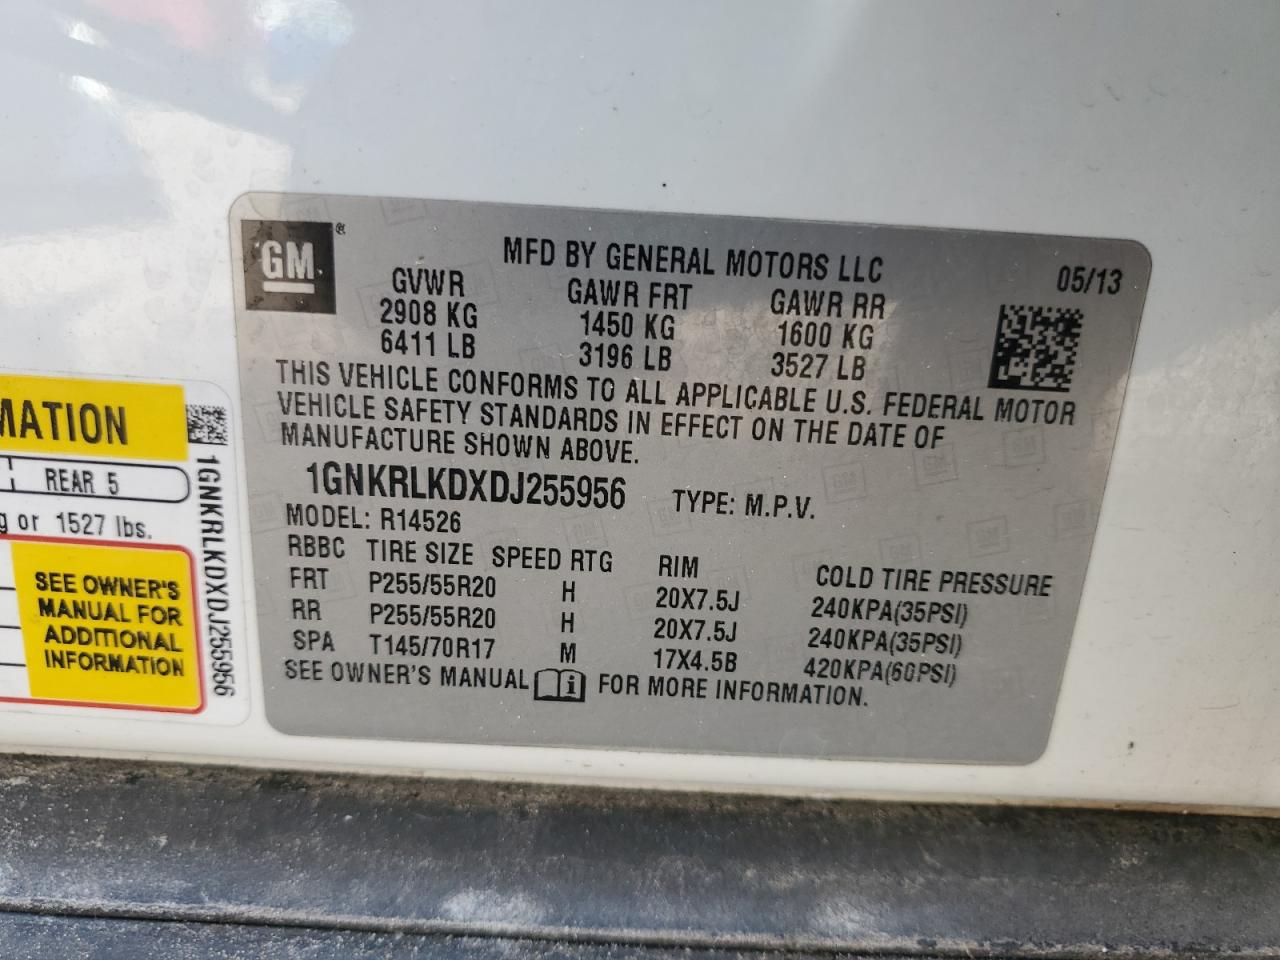 GM ®
MFD BY GENERAL MOTORS LLC 05/13
GVWR GAWR FRT GAWR RR
2908 KG 1450 KG 1600 KG
6411 LB 3196 LB 3527 LB
THIS VEHICLE CONFORMS TO ALL APPLICABLE U.S. FEDERAL MOTOR
VEHICLE SAFETY STANDARDS IN EFFECT ON THE DATE OF
MANUFACTURE SHOWN ABOVE.
1GNKRLKDXDJ255956 TYPE: M.P.V.
MODEL: R14526
RBBC TIRE SIZE SPEED RTG RIM COLD TIRE PRESSURE
FRT P255/55R20 H 20X7.5J 240KPA(35PSI)
RR P255/55R20 H 20X7.5J 240KPA(35PSI)
SPA T145/70R17 M 17X4.5B 420KPA(60PSI)
SEE OWNER'S MANUAL i FOR MORE INFORMATION.
MATION
REAR 5
g or 1527 lbs.
SEE OWNER'S
MANUAL FOR
ADDITIONAL
INFORMATION
1GNKRLKDXDJ255956